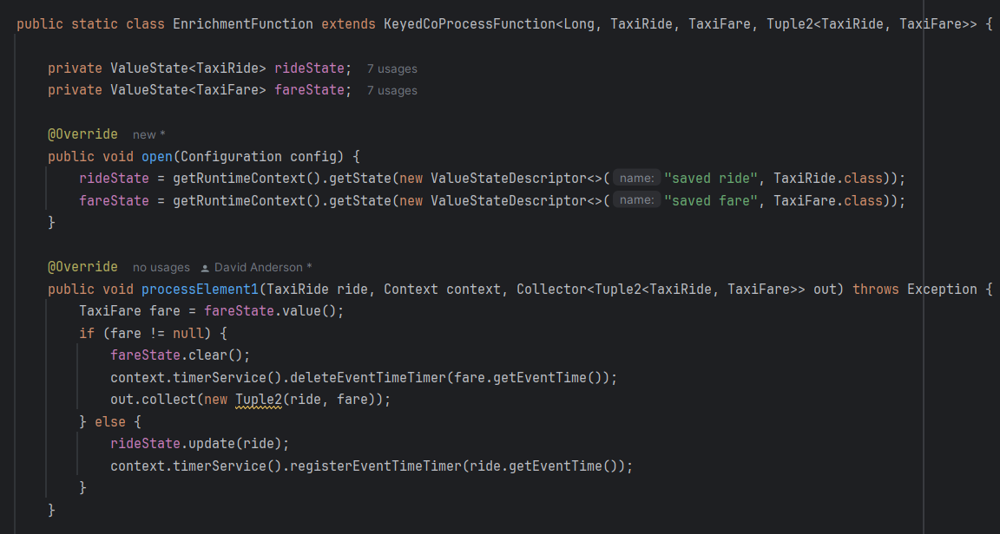 public static class EnrichmentFunction extends KeyedCoProcessFunction<Long, TaxiRide, TaxiFare, Tuple2<TaxiRide, TaxiFare>> {
private ValueState<TaxiRide> rideState; 7 usages
private ValueState<TaxiFare> fareState; 7 usages
@Override new *
public void open(Configuration config) {
rideState = getRuntimeContext().getState(new ValueStateDescriptor<>( name: "saved ride", TaxiRide.class));
fareState = getRuntimeContext().getState(new ValueStateDescriptor<>( name: "saved fare", TaxiFare.class));
}
@Override no usages David Anderson *
public void processElement1(TaxiRide ride, Context context, Collector<Tuple2<TaxiRide, TaxiFare>> out) throws Exception {
TaxiFare fare = fareState.value();
if (fare != null) {
fareState.clear();
context.timerService().deleteEventTimeTimer(fare.getEventTime());
out.collect(new Tuple2(ride, fare));
} else {
rideState.update(ride);
context.timerService().registerEventTimeTimer(ride.getEventTime());
}
}